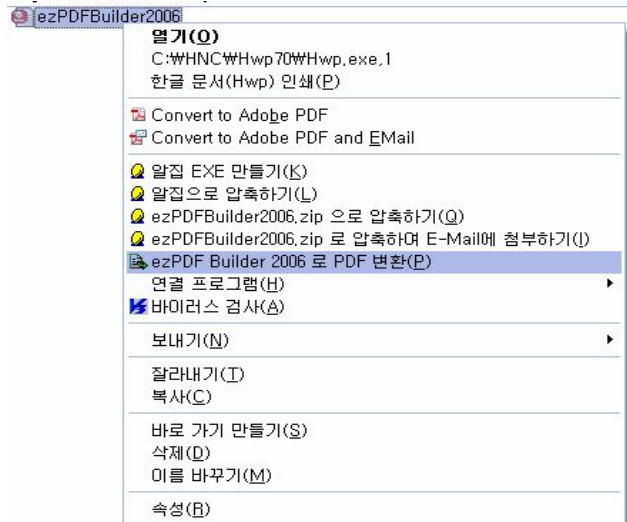 ezPDFBuilder2006
열기(O)
C:₩HNC₩Hwp70₩Hwp.exe,1
한글 문서(Hwp) 인쇄(P)
Convert to Adobe PDF
Convert to Adobe PDF and EMail
알집 EXE 만들기(K)
알집으로 압축하기(L)
ezPDFBuilder2006.zip 으로 압축하기(Q)
ezPDFBuilder2006.zip 로 압축하여 E-Mail에 첨부하기(I)
ezPDF Builder 2006 로 PDF 변환(P)
연결 프로그램(H)
바이러스 검사(A)
보내기(N)
잘라내기(T)
복사(C)
바로 가기 만들기(S)
삭제(D)
이름 바꾸기(M)
속성(R)